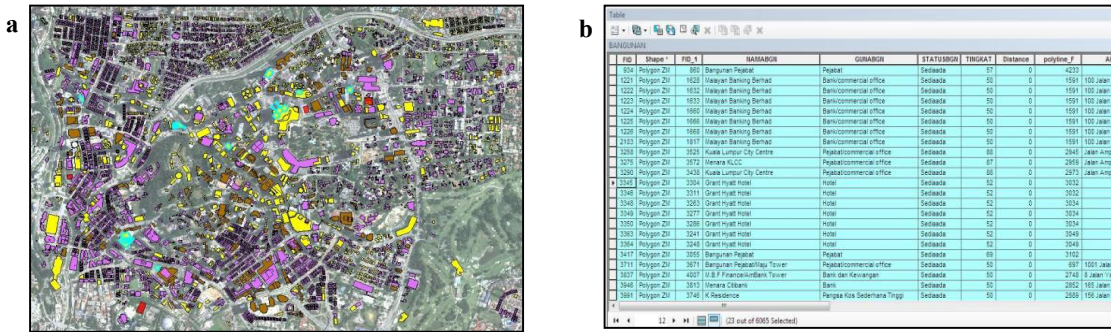 a
b
Table
BANGUNAN
FID Shape * FID_1 NAMABGN GUNABGN STATUSBGN TINGKAT Distance polyline_F
934 Polygon ZM 860 Bangunan Pejabat Pejabat Sediaada 57 0 4233
1221 Polygon ZM 1628 Malayan Banking Berhad Bank/commercial office Sediaada 50 0 1591 100 Jalan
1222 Polygon ZM 1632 Malayan Banking Berhad Bank/commercial office Sediaada 50 0 1591 100 Jalan
1223 Polygon ZM 1633 Malayan Banking Berhad Bank/commercial office Sediaada 50 0 1591 100 Jalan
1224 Polygon ZM 1660 Malayan Banking Berhad Bank/commercial office Sediaada 50 0 1591 100 Jalan
1225 Polygon ZM 1666 Malayan Banking Berhad Bank/commercial office Sediaada 50 0 1591 100 Jalan
1226 Polygon ZM 1668 Malayan Banking Berhad Bank/commercial office Sediaada 50 0 1591 100 Jalan
2103 Polygon ZM 1817 Malayan Banking Berhad Bank/commercial office Sediaada 50 0 1591 100 Jalan
3258 Polygon ZM 3525 Kuala Lumpur City Centre Pejabat/commercial office Sediaada 88 0 2945 Jalan Amp
3275 Polygon ZM 3572 Menara KLCC Pejabat/commercial office Sediaada 87 0 2959 Jalan Amp
3290 Polygon ZM 3438 Kuala Lumpur City Centre Pejabat/commercial office Sediaada 88 0 2973 Jalan Amp
3345 Polygon ZM 3304 Grant Hyatt Hotel Hotel Sediaada 52 0 3032
3346 Polygon ZM 3311 Grant Hyatt Hotel Hotel Sediaada 52 0 3032
3348 Polygon ZM 3263 Grant Hyatt Hotel Hotel Sediaada 52 0 3034
3349 Polygon ZM 3277 Grant Hyatt Hotel Hotel Sediaada 52 0 3034
3350 Polygon ZM 3286 Grant Hyatt Hotel Hotel Sediaada 52 0 3034
3363 Polygon ZM 3241 Grant Hyatt Hotel Hotel Sediaada 52 0 3049
3364 Polygon ZM 3248 Grant Hyatt Hotel Hotel Sediaada 52 0 3049
3417 Polygon ZM 3055 Bangunan Pejabat Pejabat/commercial office Sediaada 69 0 3102
3711 Polygon ZM 3671 Bangunan Pejabat/Maju Tower Pejabat/commercial office Sediaada 50 0 697 1001 Jalan
3837 Polygon ZM 4007 M.B.F Finance/AmBank Tower Bank dan Kewangan Sediaada 50 0 2748 8 Jalan
3946 Polygon ZM 3813 Menara Citibank Bank Sediaada 50 0 2852 165 Jalan
3991 Polygon ZM 3746 K Residence Pangsa Kos Sederhana Tinggi Sediaada 50 0 2889 156 Jalan
12 (23 out of 6065 Selected)